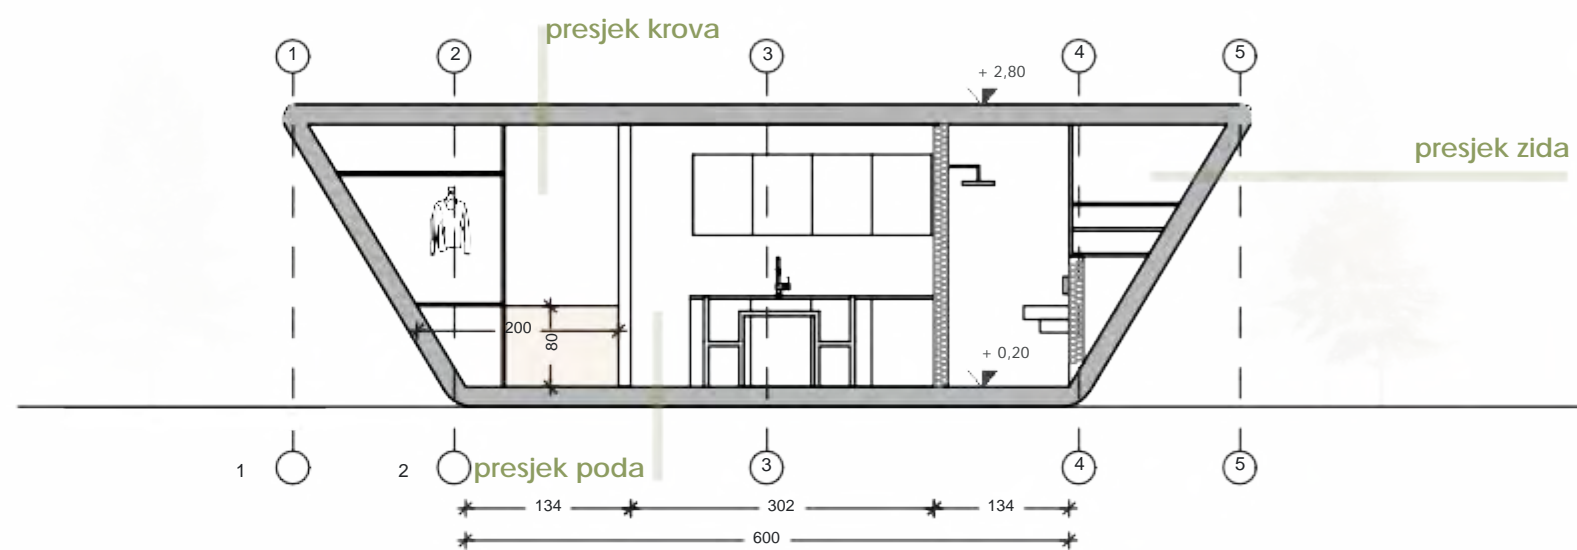 presjek krova
1 2 3 4 5
+ 2,80
presjek zida
200
80
+ 0,20
1 2 presjek poda 3 4 5
134 302 134
600